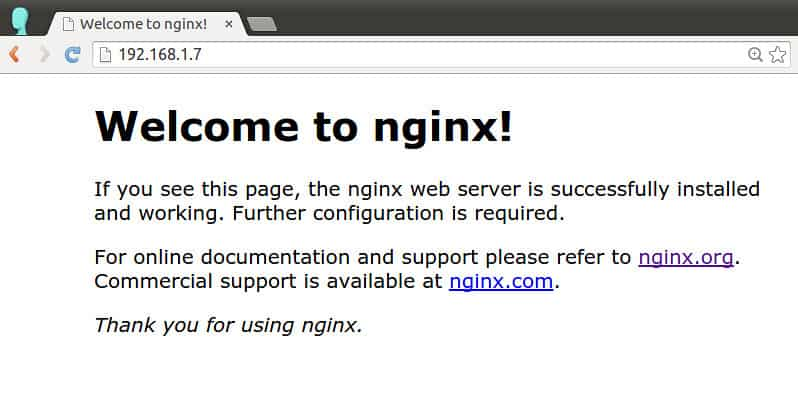 Welcome to nginx!
192.168.1.7
Welcome to nginx!
If you see this page, the nginx web server is successfully installed
and working. Further configuration is required.
For online documentation and support please refer to nginx.org.
Commercial support is available at nginx.com.
Thank you for using nginx.